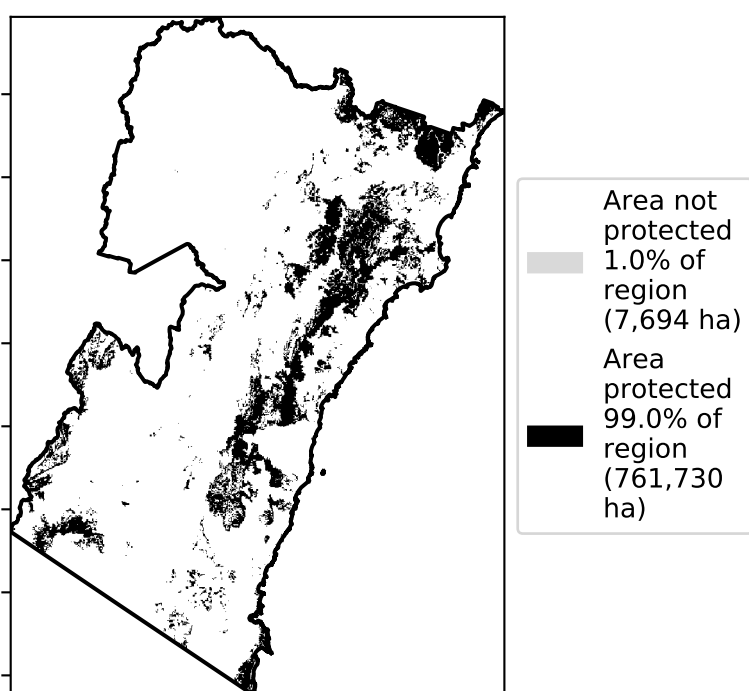 Area not
protected
1.0% of
region
(7,694 ha)
Area
protected
99.0% of
region
(761,730
ha)